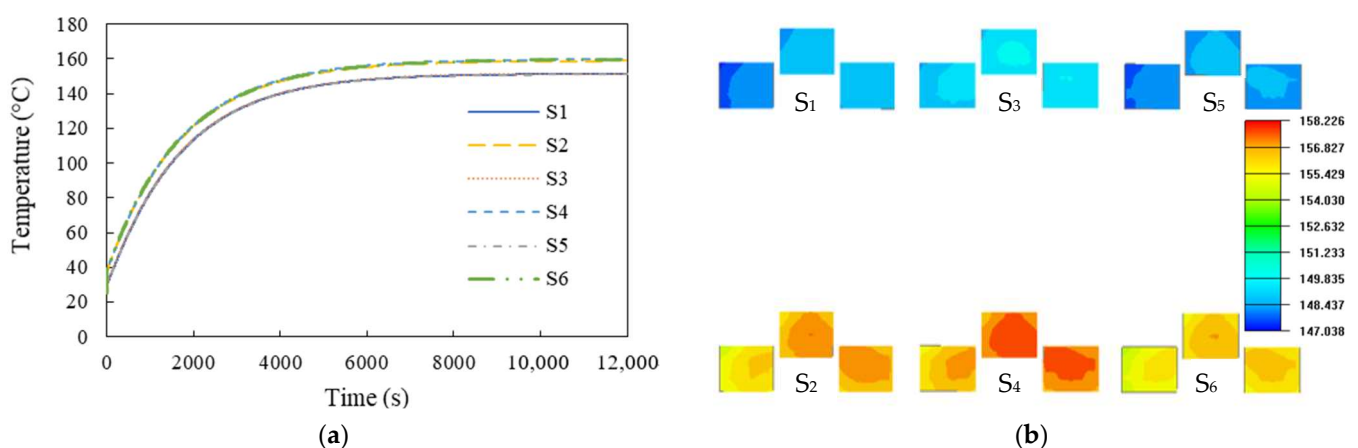 180
160
140
120
100
80
60
40
20
0
Temperature (°C)
0 2000 4000 6000 8000 10,000 12,000
Time (s)
S1
S2
S3
S4
S5
S6
(a)
S1 S3 S5
158.226
156.827
155.429
154.030
152.632
151.233
149.835
148.437
147.038
S2 S4 S6
(b)